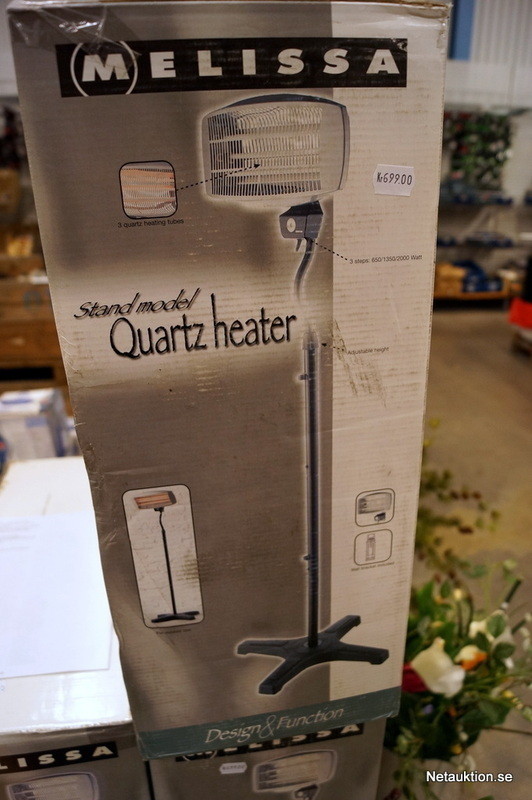 MELISSA
Kr699.00
3 quartz heating tubes
3 steps: 650/1350/2000 Watt
Stand model
Quartz heater
Adjustable height
Design & Function
LISSA
MELISSA
Netauktion.se